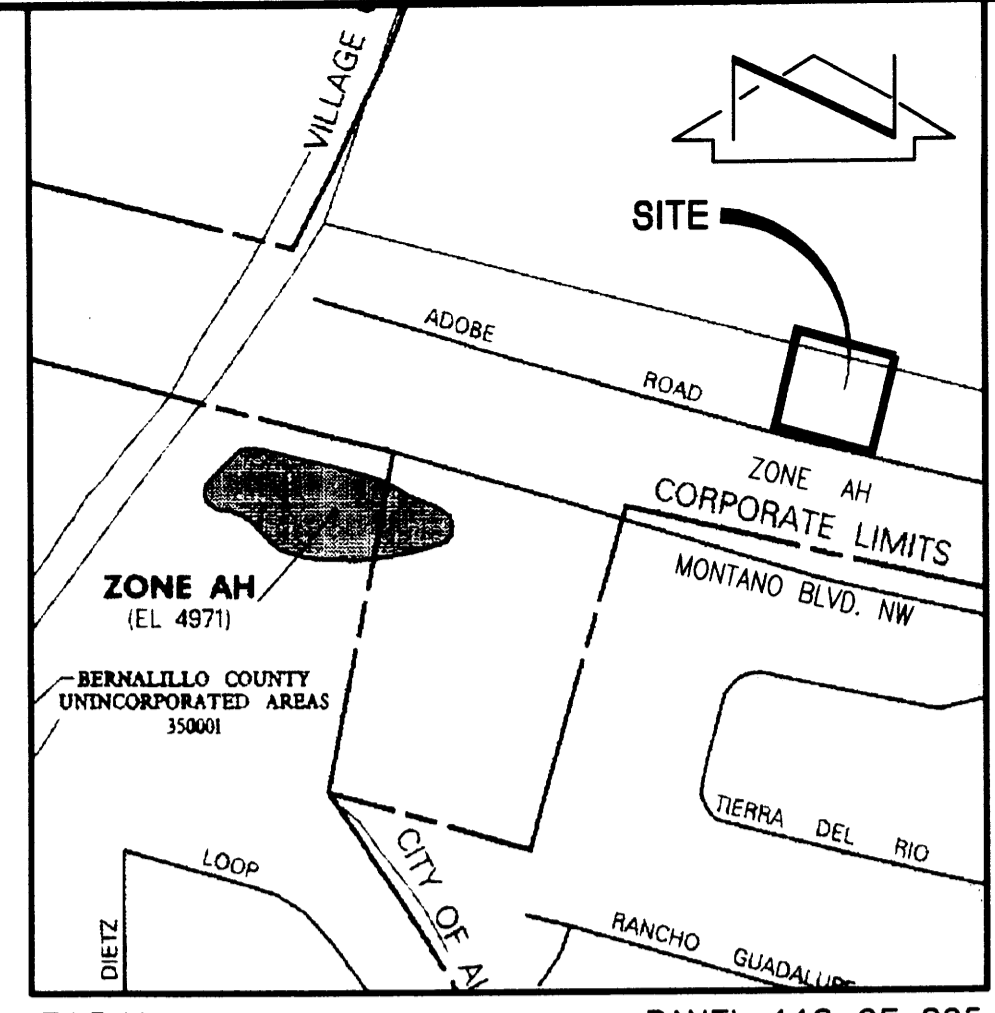 VILLAGE
SITE
ADOBE ROAD
ZONE AH
CORPORATE LIMITS
MONTANO BLVD. NW
ZONE AH
(EL 4971)
BERNALILLO COUNTY
UNINCORPORATED AREAS
350001
TIERRA DEL RIO
LOOP
CITY OF
DIETZ
RANCHO
PANEL